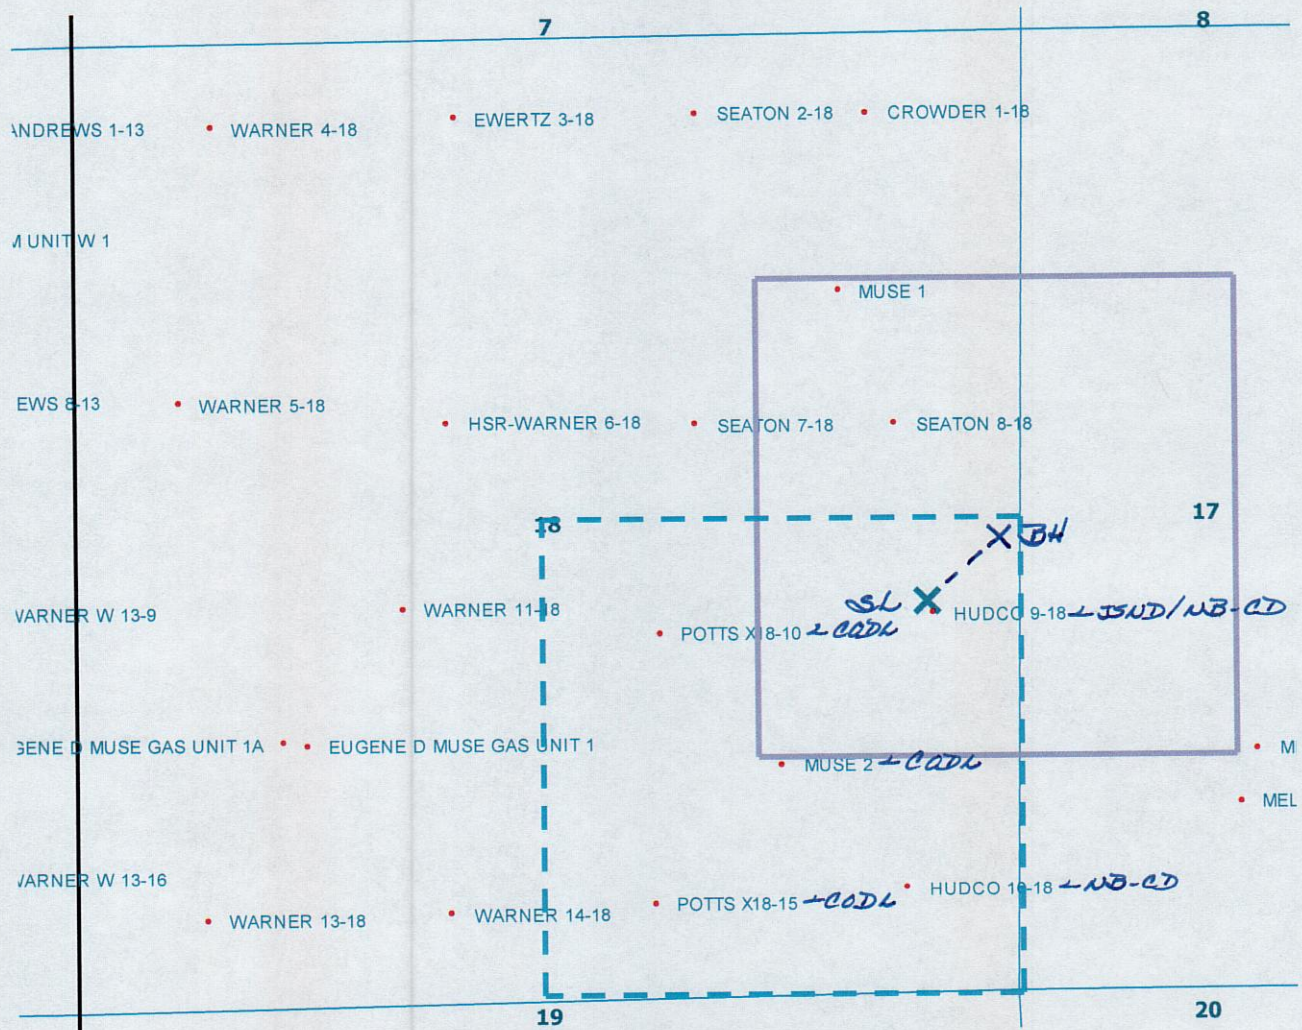 7
8
ANDREWS 1-13
WARNER 4-18
EWERTZ 3-18
SEATON 2-18
CROWDER 1-18
UNIT W 1
MUSE 1
EWS 8-13
WARNER 5-18
HSR-WARNER 6-18
SEATON 7-18
SEATON 8-18
18
17
BH
WARNER W 13-9
WARNER 11-18
SL
HUDCO 9-18 JSND/NB-CD
POTTS X18-10 CODL
GENE D MUSE GAS UNIT 1A
EUGENE D MUSE GAS UNIT 1
MUSE 2 CODL
M
MEL
WARNER W 13-16
WARNER 13-18
WARNER 14-18
POTTS X18-15 CODL
HUDCO 16-18 NB-CD
19
20